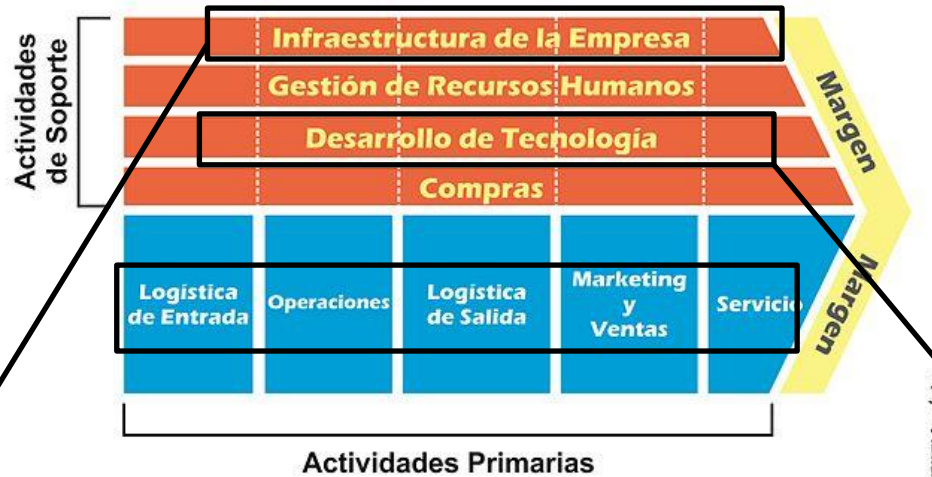 Actividades
de Soporte
Infraestructura de la Empresa
Gestión de Recursos Humanos
Desarrollo de Tecnología
Compras
Margen
Logística
de Entrada
Operaciones
Logística
de Salida
Marketing
y
Ventas
Servicio
Margen
Actividades Primarias